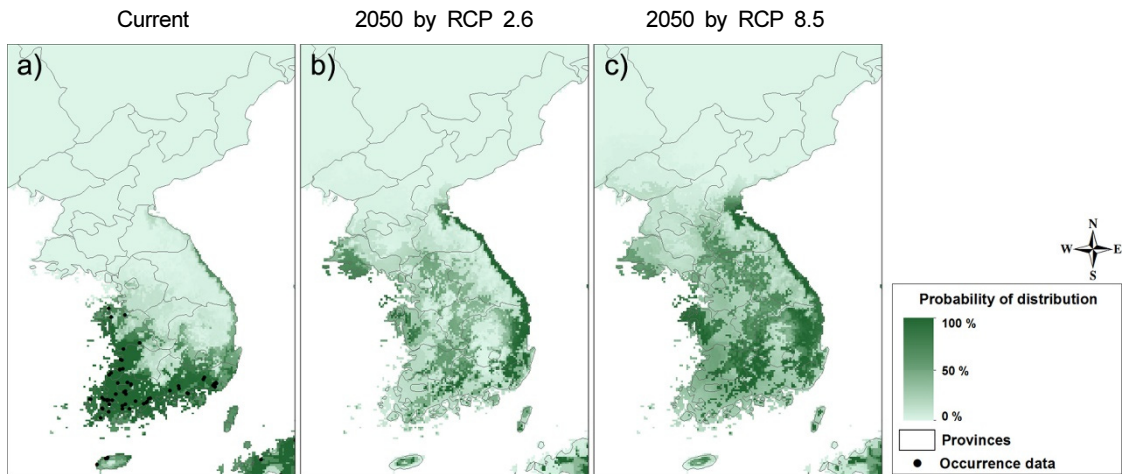 Current
2050 by RCP 2.6
2050 by RCP 8.5
a)
b)
c)
N
W E
S
Probability of distribution
100 %
50 %
0 %
Provinces
Occurrence data